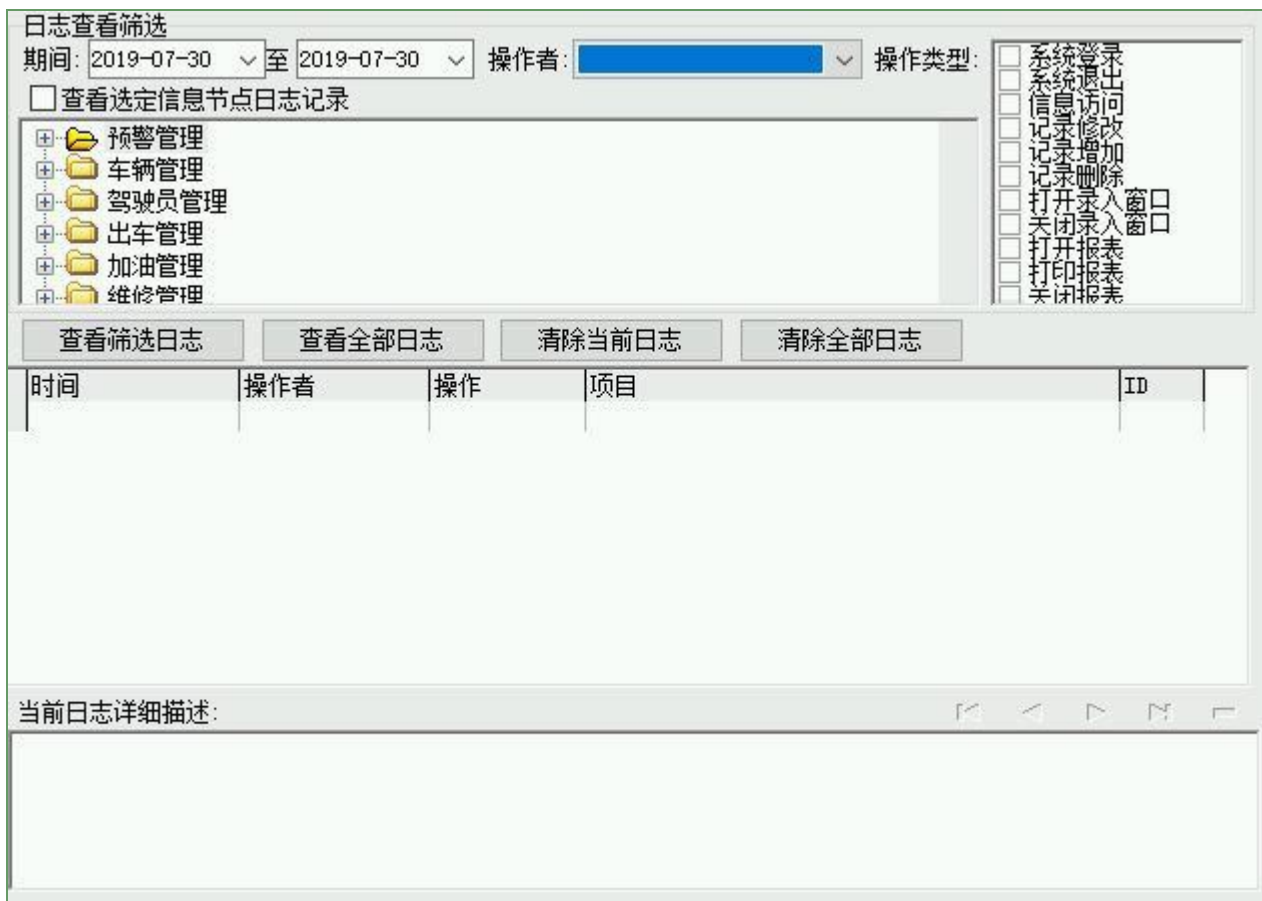 日志查看筛选
期间: 2019-07-30 至 2019-07-30 操作者: 操作类型:
系统登录
系统退出
信息访问
记录修改
记录增加
记录删除
打开录入窗口
关闭录入窗口
打开报表
打印报表
关闭报表
查看选定信息节点日志记录
预警管理
车辆管理
驾驶员管理
出车管理
加油管理
维修管理
查看筛选日志 查看全部日志 清除当前日志 清除全部日志
时间 操作者 操作 项目 ID
当前日志详细描述: